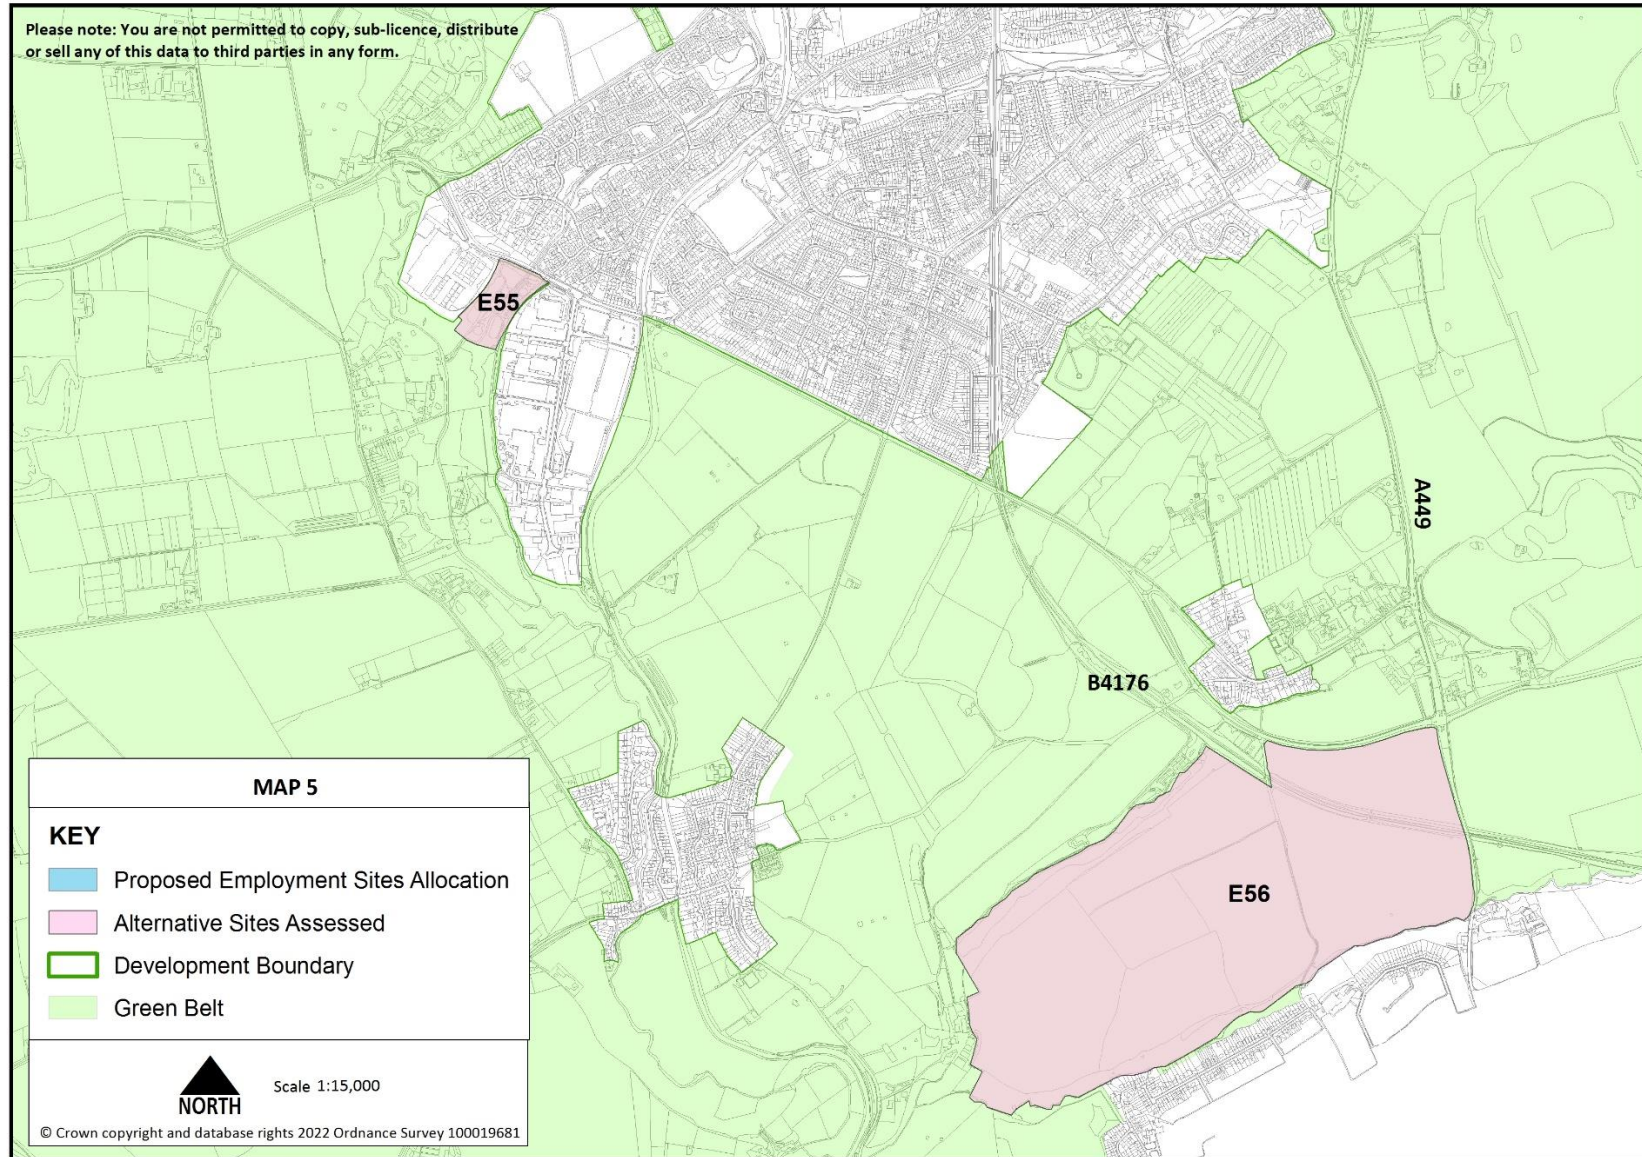 Please note: You are not permitted to copy, sub-licence, distribute
or sell any of this data to third parties in any form.
E55
A449
B4176
E56
MAP 5
KEY
Proposed Employment Sites Allocation
Alternative Sites Assessed
Development Boundary
Green Belt
NORTH
Scale 1:15,000
© Crown copyright and database rights 2022 Ordnance Survey 100019681